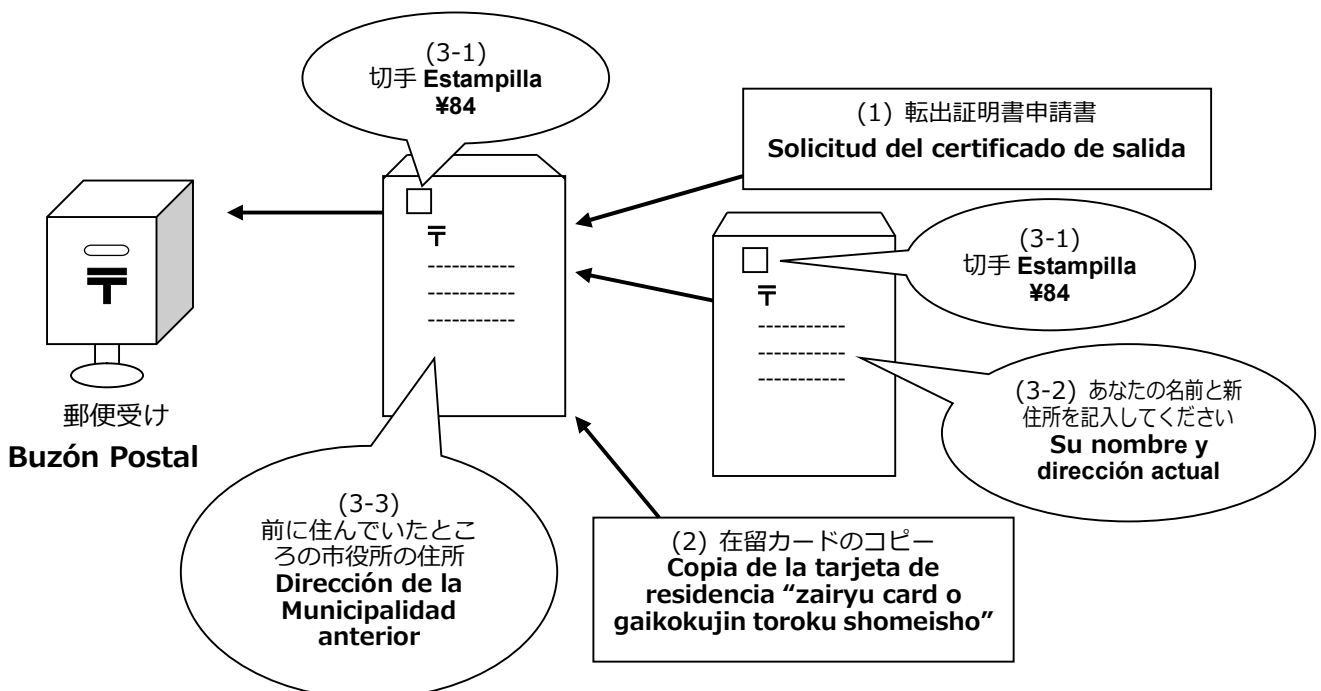 (3-1)
切手 Estampilla
¥84
(1) 転出証明書申請書
Solicitud del certificado de salida
〒
-----------
-----------
-----------
(3-1)
切手 Estampilla
¥84
〒
-----------
-----------
-----------
〒
郵便受け
Buzón Postal
(3-2) あなたの名前と新
住所を記入してください
Su nombre y
dirección actual
(3-3)
前に住んでいたとこ
ろの市役所の住所
Dirección de la
Municipalidad
anterior
(2) 在留カードのコピー
Copia de la tarjeta de
residencia “zairyu card o
gaikokujin toroku shomeisho”